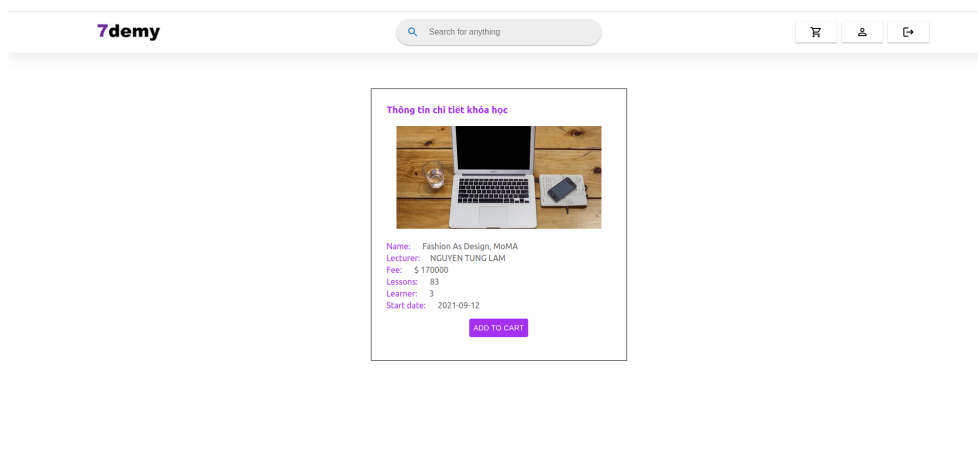 7demy
Search for anything
Thông tin chi tiết khóa học
Name: Fashion As Design, MoMA
Lecturer: NGUYEN TUNG LAM
Fee: $ 170000
Lessons: 83
Learner: 3
Start date: 2021-09-12
ADD TO CART